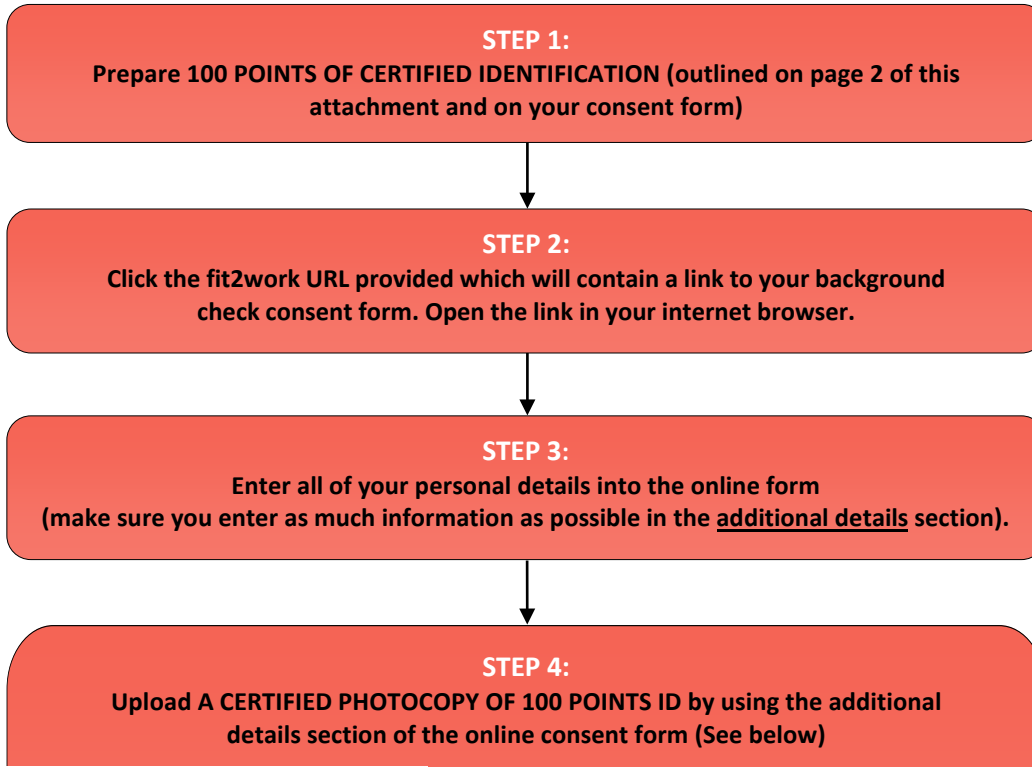 STEP 1:
Prepare 100 POINTS OF CERTIFIED IDENTIFICATION (outlined on page 2 of this
attachment and on your consent form)
STEP 2:
Click the fit2work URL provided which will contain a link to your background
check consent form. Open the link in your internet browser.
STEP 3:
Enter all of your personal details into the online form
(make sure you enter as much information as possible in the additional details section).
STEP 4:
Upload A CERTIFIED PHOTOCOPY OF 100 POINTS ID by using the additional
details section of the online consent form (See below)